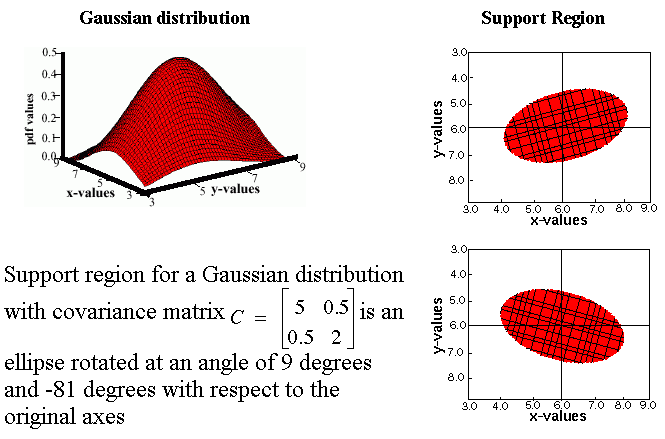 Gaussian distribution
Support Region
pdf values
0.5
0.4
0.3
0.2
0.1
0.0
9
7
5
3
x-values
3
5
7
9
y-values
3.0
4.0
5.0
6.0
7.0
8.0
y-values
3.0 4.0 5.0 6.0 7.0 8.0 9.0
x-values
3.0
4.0
5.0
6.0
7.0
8.0
y-values
3.0 4.0 5.0 6.0 7.0 8.0 9.0
x-values
Support region for a Gaussian distribution
with covariance matrix C = [5 0.5
0.5 2] is an
ellipse rotated at an angle of 9 degrees
and -81 degrees with respect to the
original axes